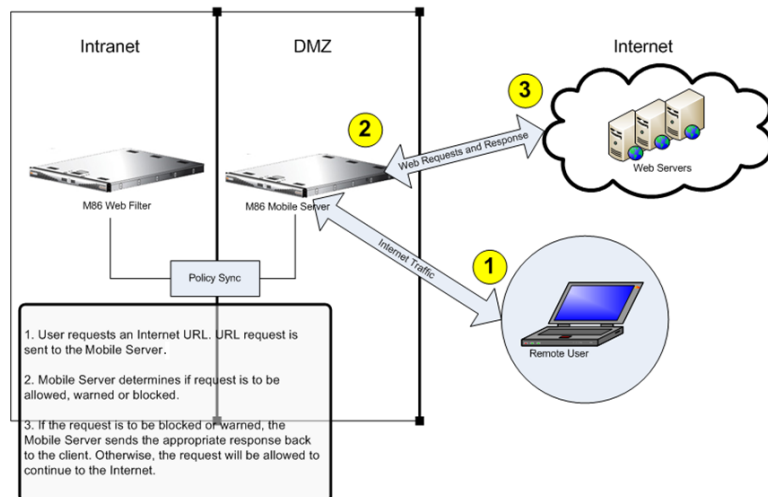 Intranet
DMZ
Internet
3
2
Web Requests and Response
Web Servers
M86 Web Filter
M86 Mobile Server
Internet Traffic
1
Policy Sync
Remote User
1. User requests an Internet URL. URL request is
sent to the Mobile Server.
2. Mobile Server determines if request is to be
allowed, warned or blocked.
3. If the request is to be blocked or warned, the
Mobile Server sends the appropriate response back
to the client. Otherwise, the request will be allowed to
continue to the Internet.